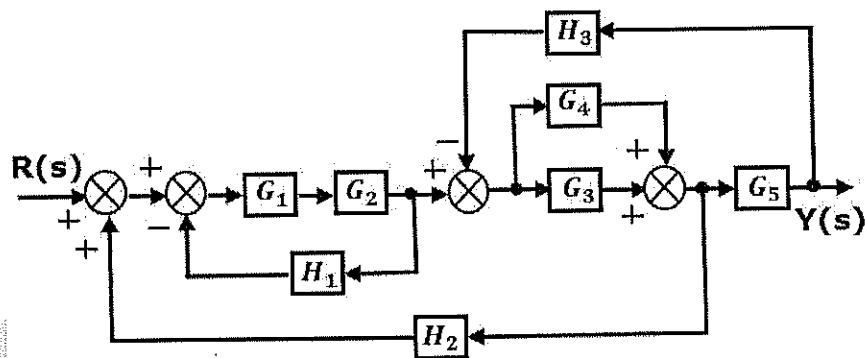 H₃
G₄
R(s)
G₁
G₂
G₃
G₅
Y(s)
H₁
H₂
+
+
+
−
−
+
+
+